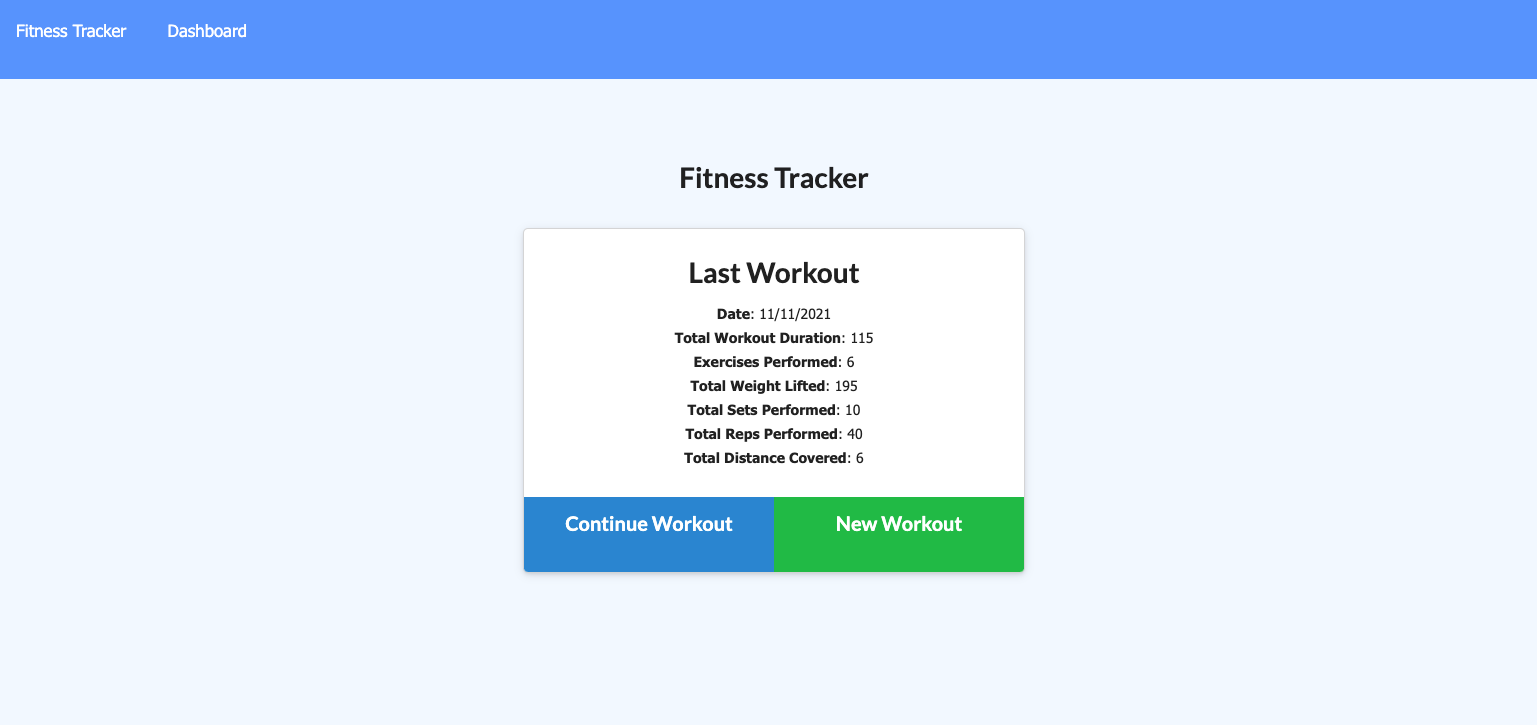 Fitness Tracker Dashboard
Fitness Tracker
Last Workout
Date: 11/11/2021
Total Workout Duration: 115
Exercises Performed: 6
Total Weight Lifted: 195
Total Sets Performed: 10
Total Reps Performed: 40
Total Distance Covered: 6
Continue Workout New Workout